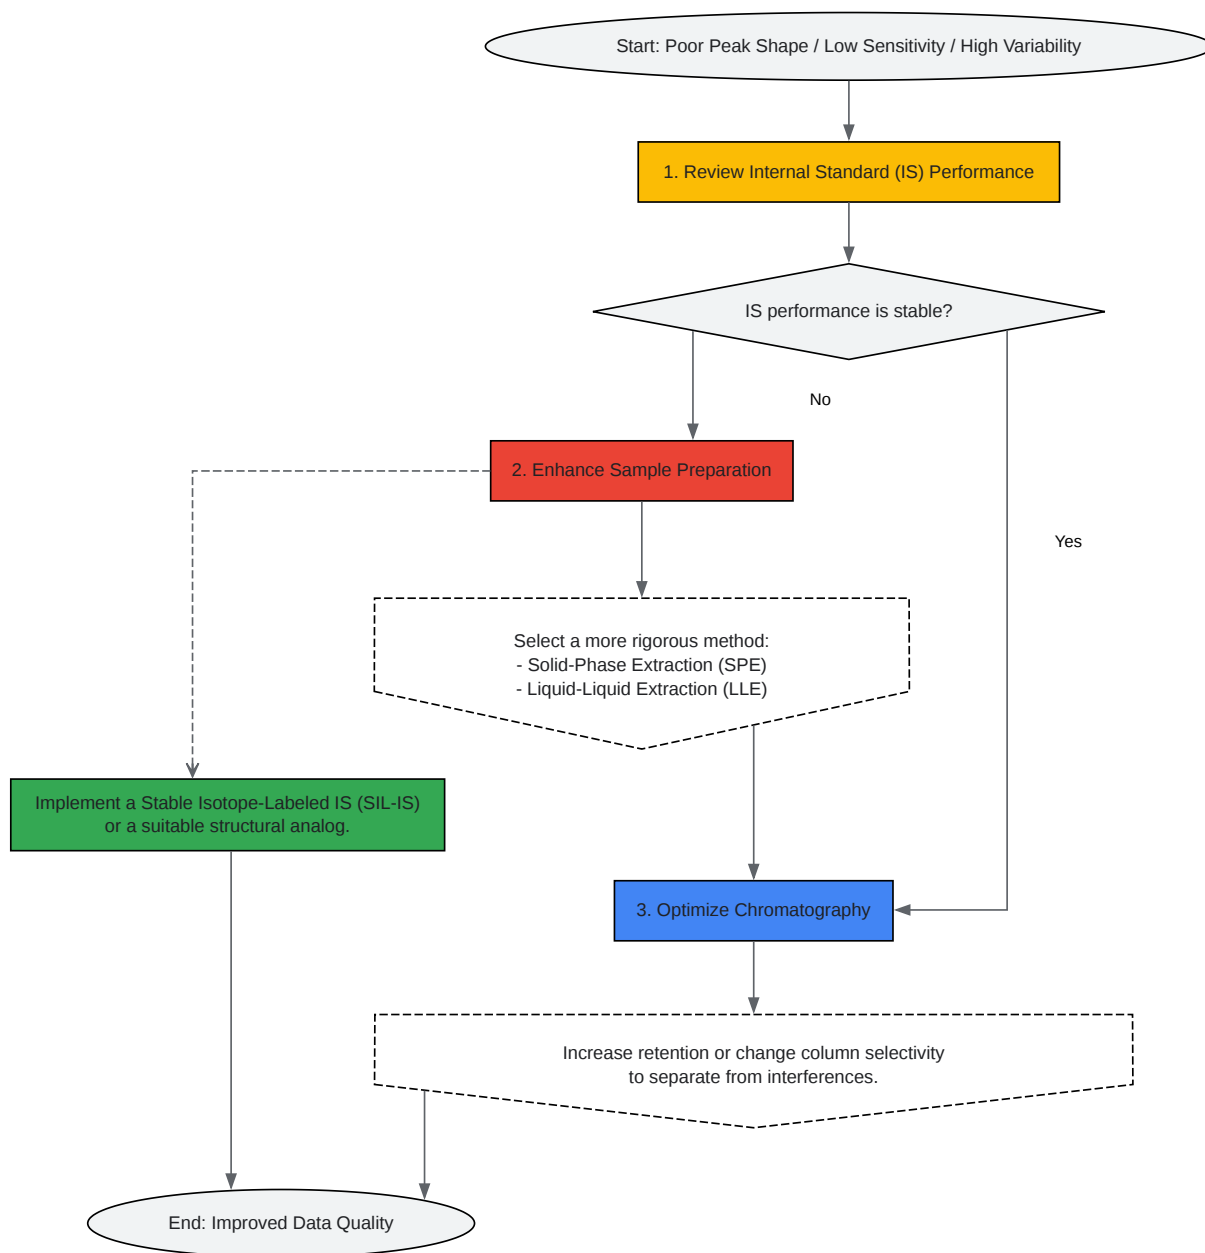 Start: Poor Peak Shape / Low Sensitivity / High Variability
1. Review Internal Standard (IS) Performance
IS performance is stable?
No
2. Enhance Sample Preparation
Yes
Select a more rigorous method:
- Solid-Phase Extraction (SPE)
- Liquid-Liquid Extraction (LLE)
Implement a Stable Isotope-Labeled IS (SIL-IS)
or a suitable structural analog.
3. Optimize Chromatography
Increase retention or change column selectivity
to separate from interferences.
End: Improved Data Quality